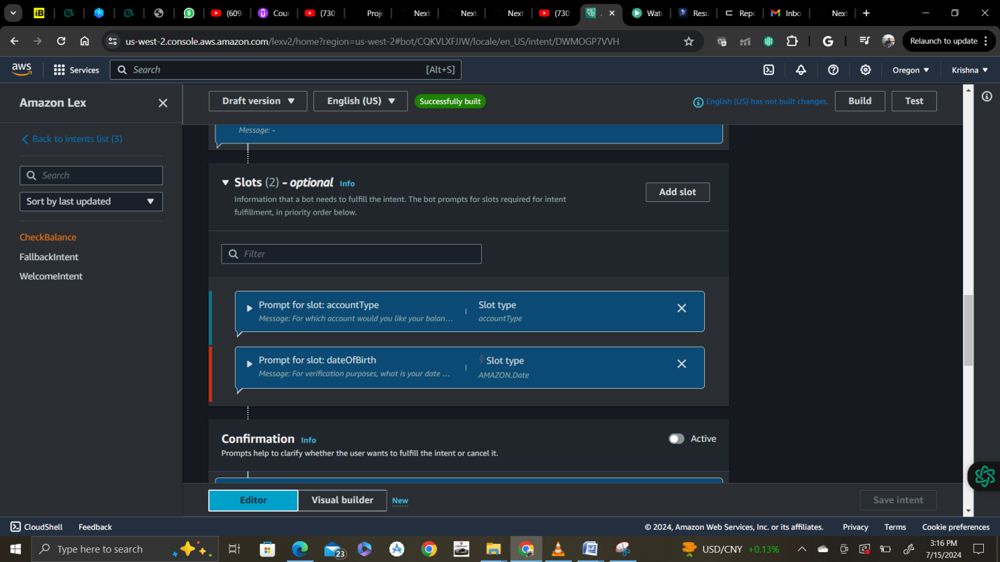 iB
(609
Cour
(730
Proje
Next
Next
Next
(730
.
Watc
Resu
Repo
Inbo
Next
us-west-2.console.aws.amazon.com/lexv2/home?region=us-west-2#bot/CQKVLXFJJW/locale/en_US/intent/DWMOGP7VVH
Relaunch to update
aws
Services
Search
[Alt+S]
Oregon
Krishna
Amazon Lex
Draft version
English (US)
Successfully built
English (US) has not built changes.
Build
Test
Back to intents list (3)
Search
Sort by last updated
CheckBalance
FallbackIntent
WelcomeIntent
Message: -
Slots (2) - optional Info
Information that a bot needs to fulfill the intent. The bot prompts for slots required for intent
fulfillment, in priority order below.
Add slot
Filter
Prompt for slot: accountType
Message: For which account would you like your balan...
Slot type
accountType
Prompt for slot: dateOfBirth
Message: For verification purposes, what is your date ...
Slot type
AMAZON.Date
Confirmation Info
Prompts help to clarify whether the user wants to fulfill the intent or cancel it.
Active
Editor
Visual builder
New
Save intent
CloudShell
Feedback
© 2024, Amazon Web Services, Inc. or its affiliates.
Privacy
Terms
Cookie preferences
Type here to search
23
USD/CNY +0.13%
3:16 PM
7/15/2024